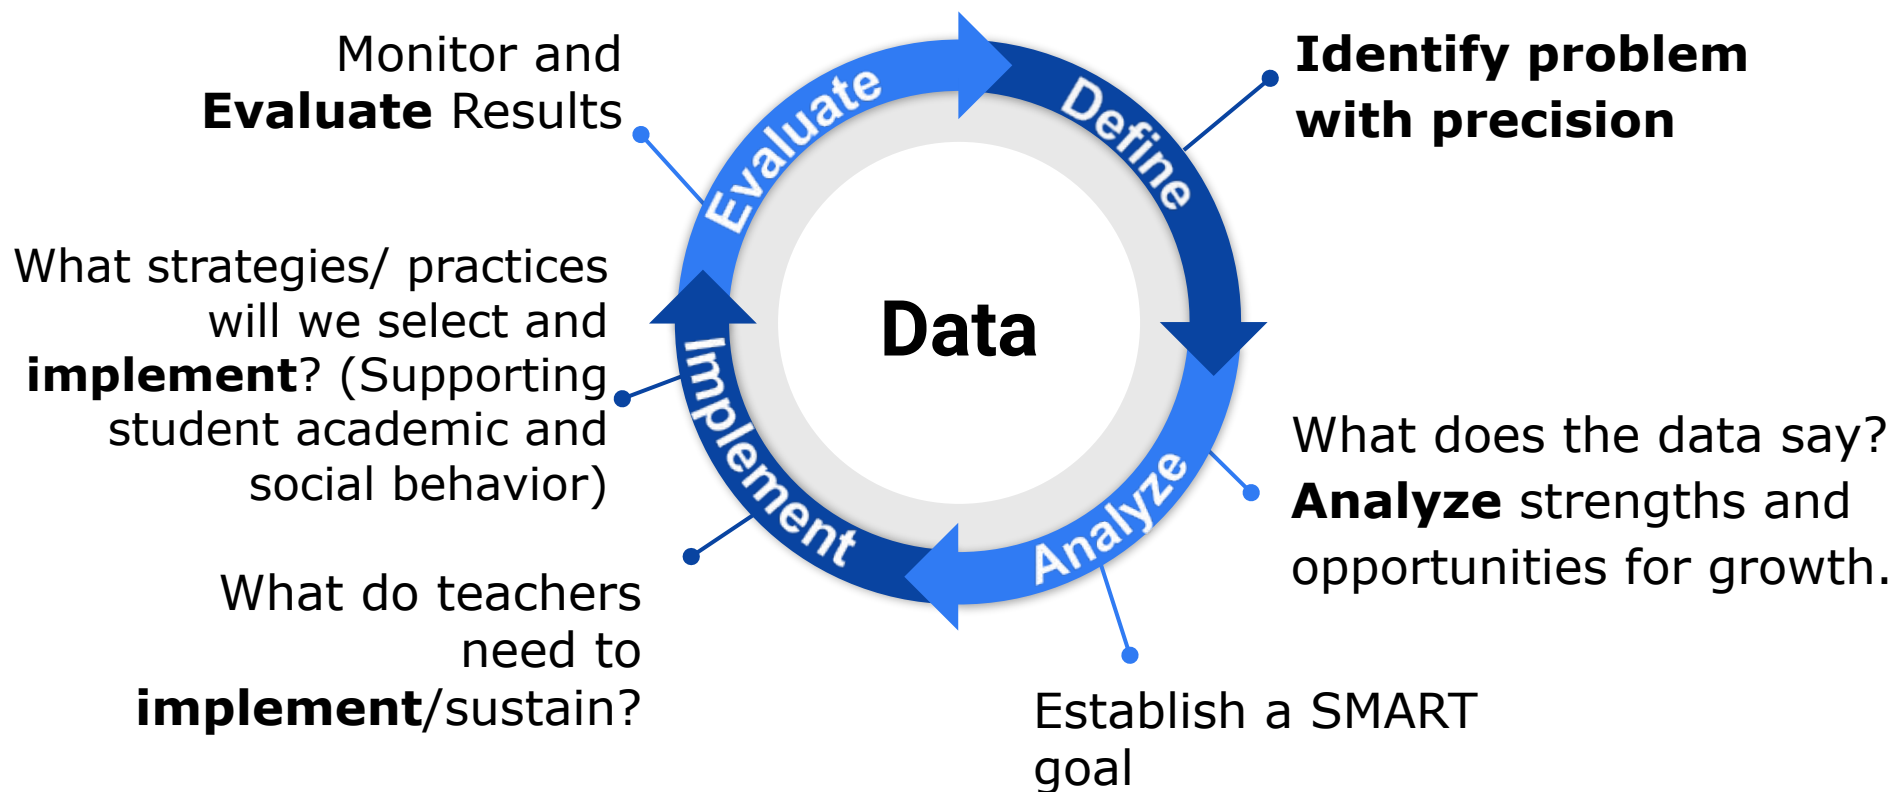 Monitor and
Evaluate Results
Identify problem
with precision
Evaluate
Define
What strategies/ practices
will we select and
implement? (Supporting
student academic and
social behavior)
Data
Implement
Analyze
What does the data say?
Analyze strengths and
opportunities for growth.
What do teachers
need to
implement/sustain?
Establish a SMART
goal